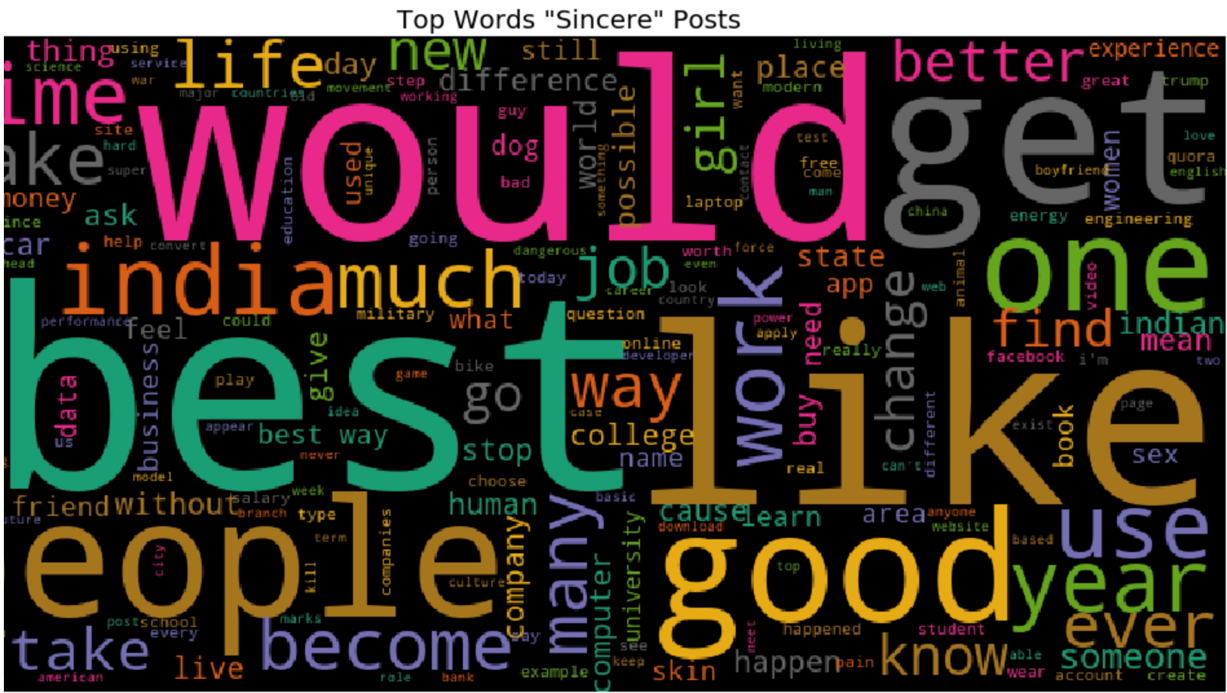 Top Words "Sincere" Posts
thing using life day new still living better experience
science service step difference place modern great trump
ime war major countries old movement working guy world possible girl want
would get
site hard used unique person dog bad something test free come man love
ake super education contact laptop boyfriend women quora english
money ask going china energy engineering
ince
car help convert dangerous worth force state
head india much today job even app web animal video
career look country change one
performance feel could military what question power find indian
best like
online developer work apply need really facebook i'm mean two
data us business play give game bike go way buy page
appear idea best way case college different exist book
never stop name real can't sex
model choose
friend without salary week human basic cause learn area anyone
uture branch type download website use
eople term companies company many good based year
city kill culture university computer top
post school every marks say happened student ever
take become see meet happen know able someone
live example keep skin pain wear account create
american role bank